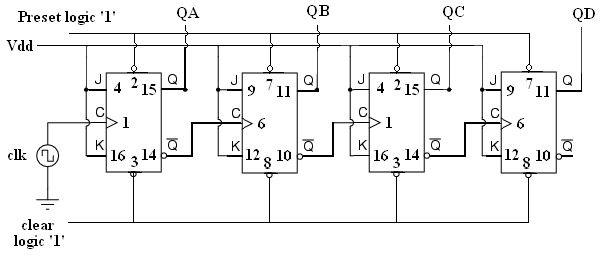 Preset logic '1' QA QB QC QD
Vdd
J 4 2 15 Q J 9 7 11 Q J 4 2 15 Q J 9 7 11 Q
C 1 C 6 C 1 C 6
clk K 16 3 14 Q K 12 8 10 Q K 16 3 14 Q K 12 8 10 Q
clear
logic '1'